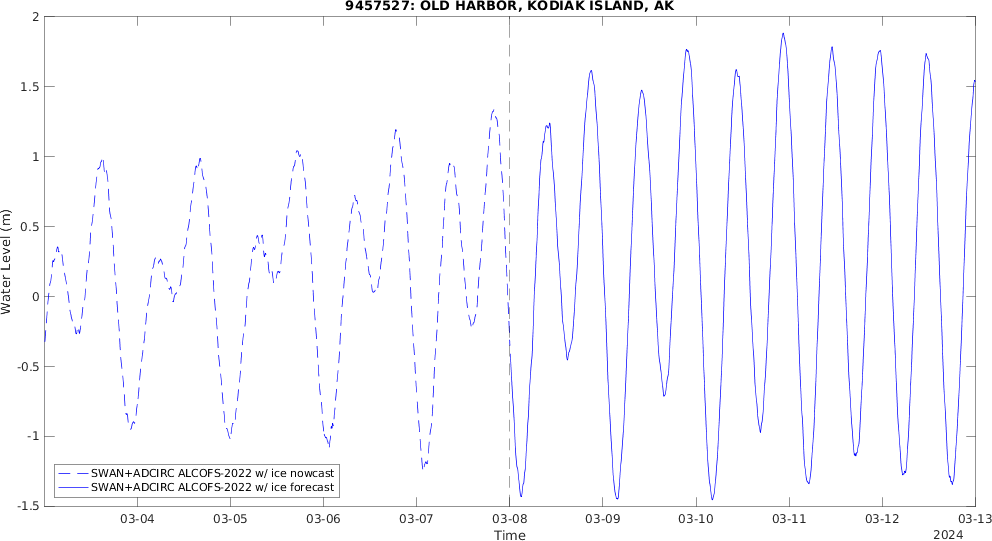 9457527: OLD HARBOR, KODIAK ISLAND, AK
2
1.5
1
0.5
0
-0.5
-1
-1.5
Water Level (m)
SWAN+ADCIRC ALCOFS-2022 w/ ice nowcast
SWAN+ADCIRC ALCOFS-2022 w/ ice forecast
03-04 03-05 03-06 03-07 03-08 03-09 03-10 03-11 03-12 03-13
Time
2024